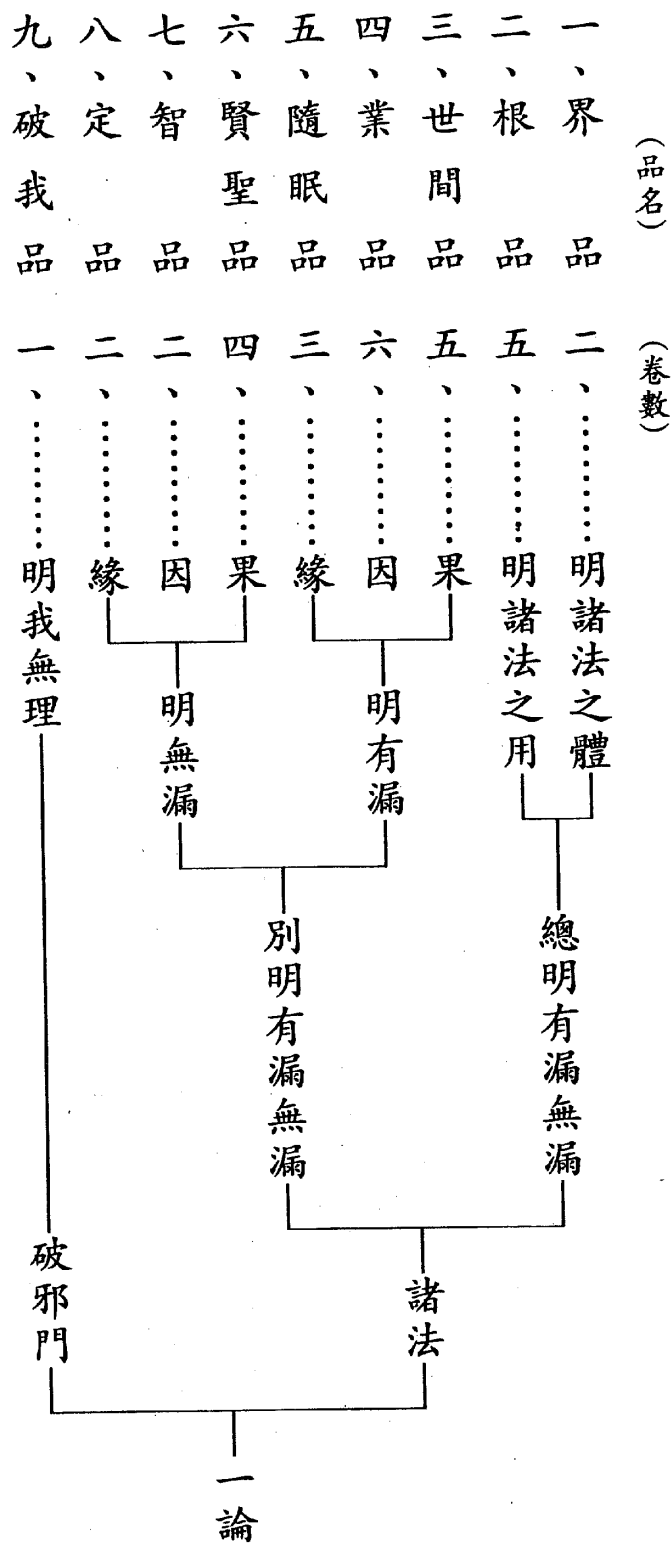 （品名）　（卷數）
一、界品　二、…………明諸法之體
二、根品　五、…………明諸法之用
三、世間品　五、…………果
四、業品　六、…………因
五、隨眠品　三、…………緣
六、賢聖品　四、…………果
七、智品　二、…………因
八、定品　二、…………緣
九、破我品　一、…………明我無理
明有漏
明無漏
總明有漏無漏
別明有漏無漏
諸法
破邪門
一論